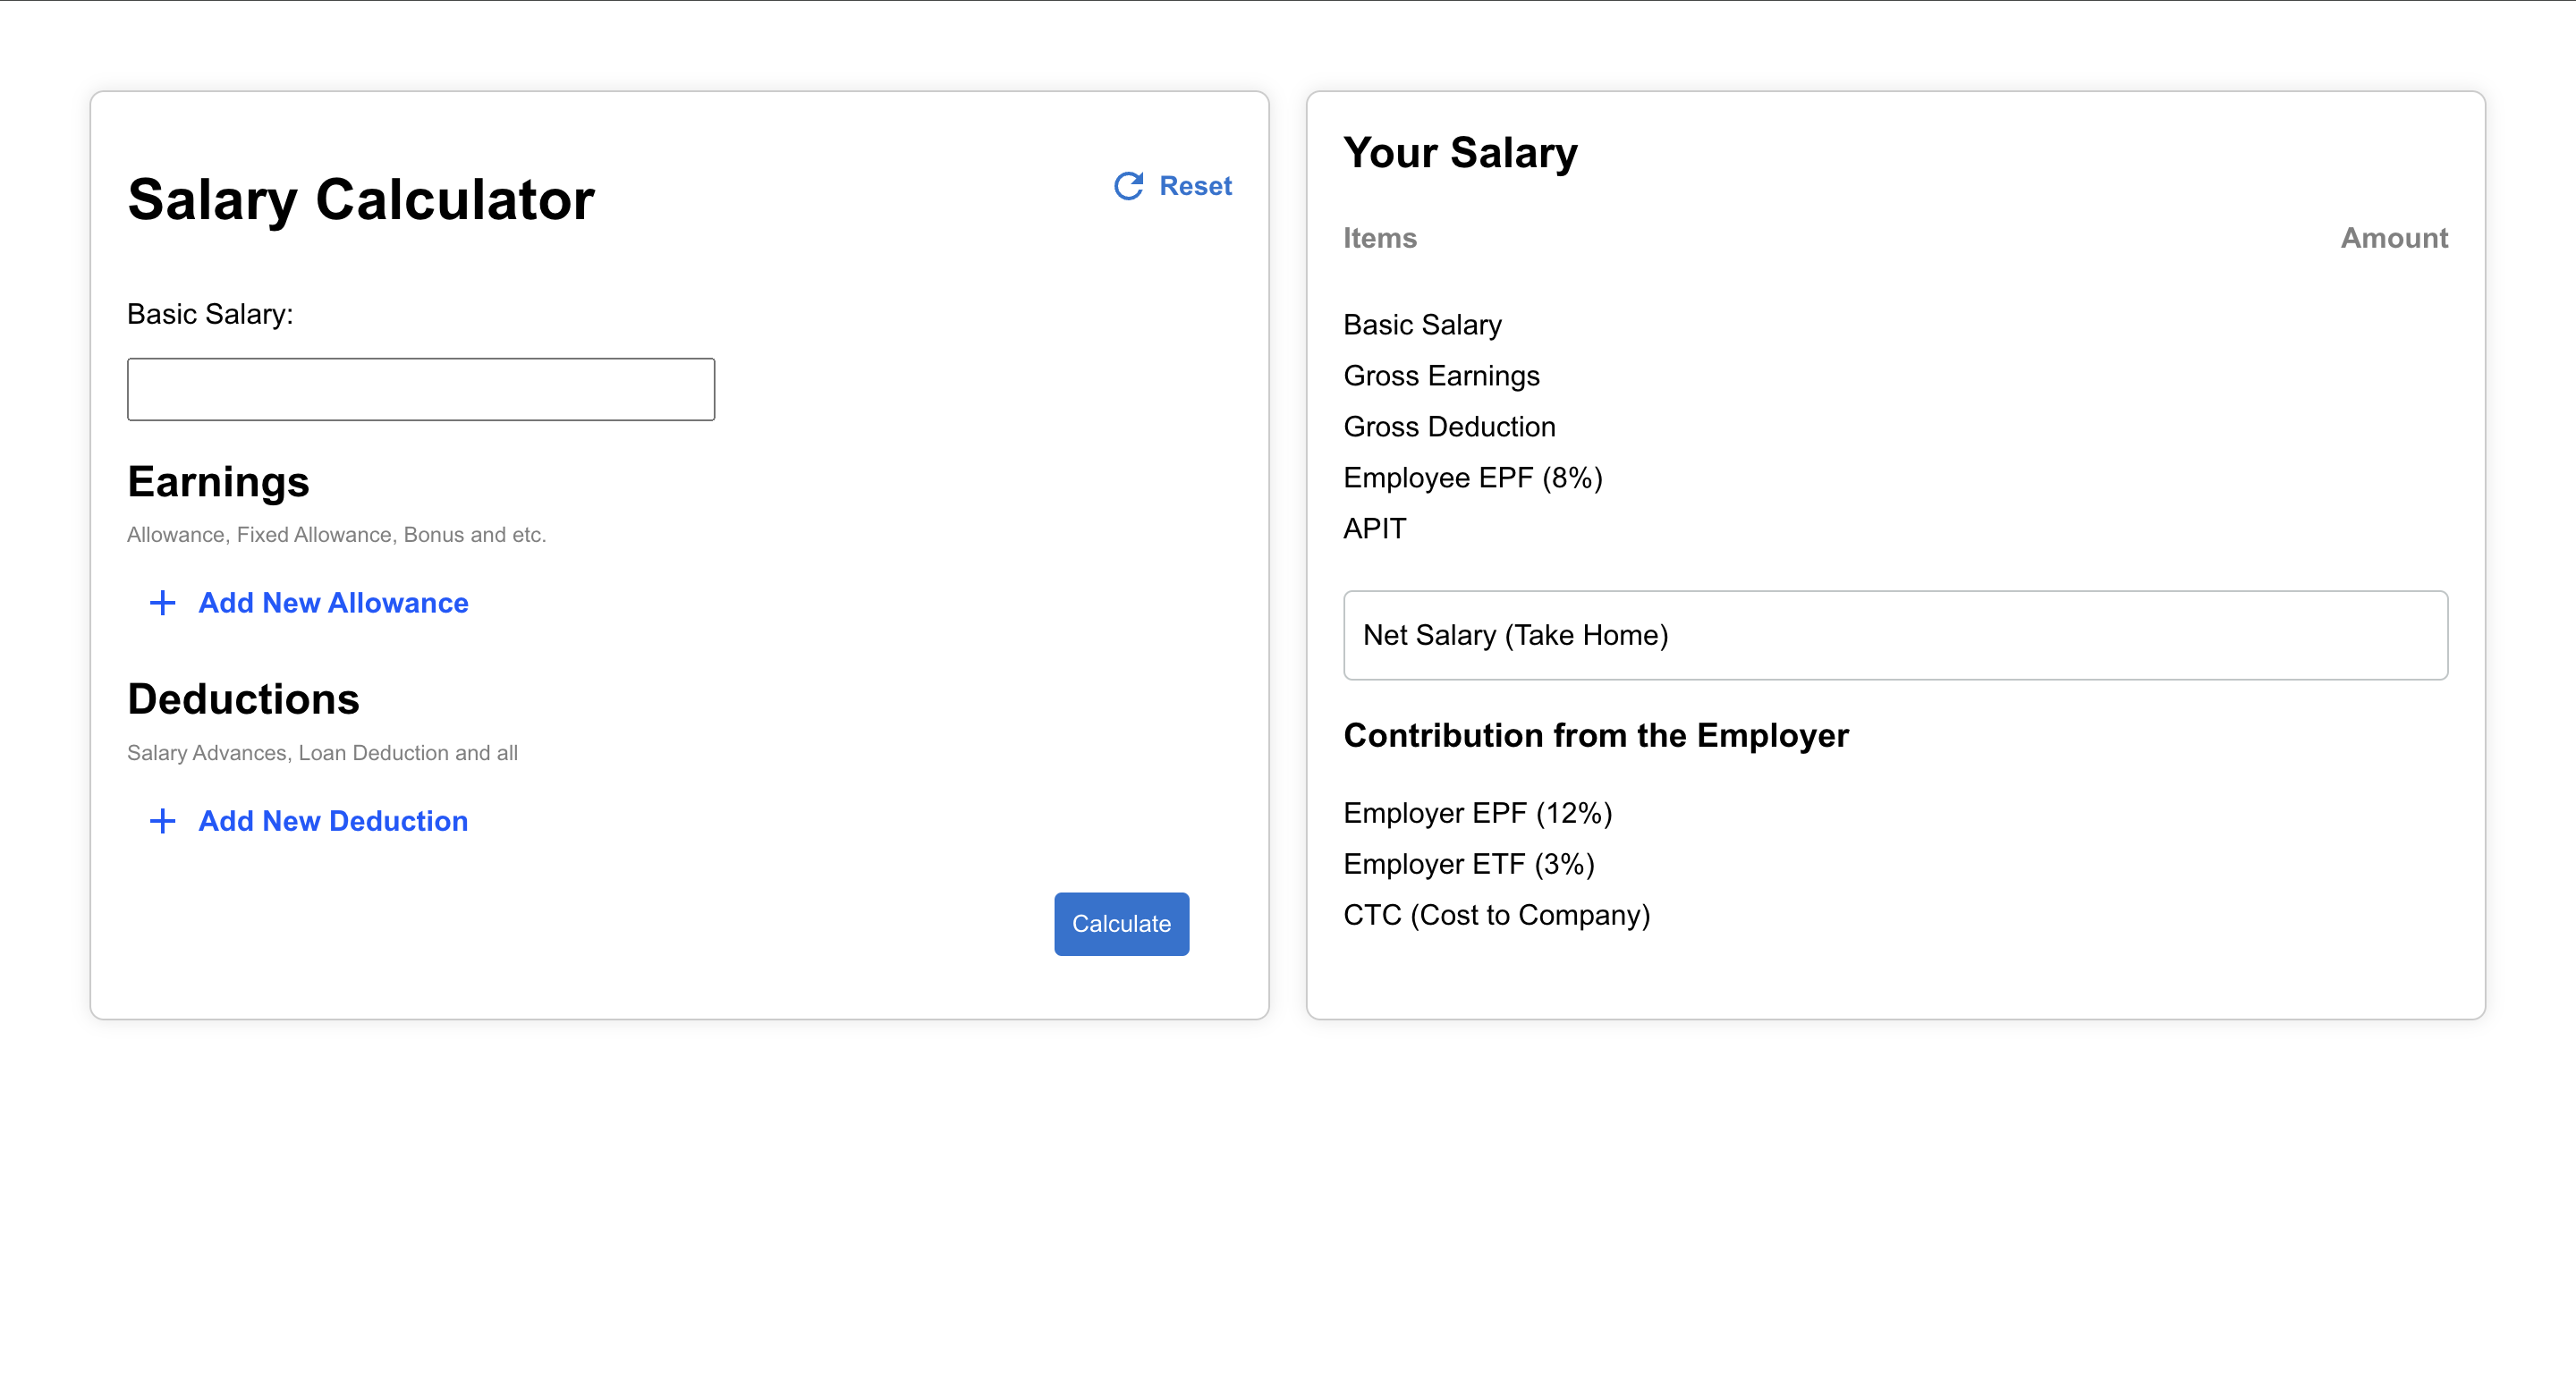 Salary Calculator
Reset
Basic Salary:
Earnings
Allowance, Fixed Allowance, Bonus and etc.
Add New Allowance
Deductions
Salary Advances, Loan Deduction and all
Add New Deduction
Calculate
Your Salary
Items Amount
Basic Salary
Gross Earnings
Gross Deduction
Employee EPF (8%)
APIT
Net Salary (Take Home)
Contribution from the Employer
Employer EPF (12%)
Employer ETF (3%)
CTC (Cost to Company)